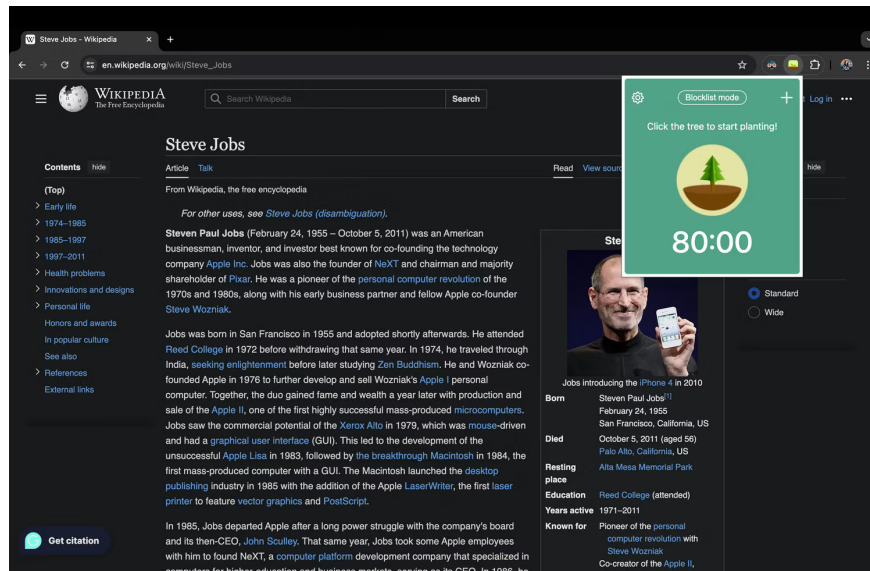 Steve Jobs - Wikipedia
en.wikipedia.org/wiki/Steve_Jobs
WIKIPEDIA
The Free Encyclopedia
Search Wikipedia
Search
Log in
Blocklist mode
Click the tree to start planting!
80:00
Steve Jobs
Contents hide
(Top)
Early life
1974–1985
1985–1997
1997–2011
Health problems
Innovations and designs
Personal life
Honors and awards
In popular culture
See also
References
External links
Article Talk
Read View sourc
hide
From Wikipedia, the free encyclopedia
For other uses, see Steve Jobs (disambiguation).
Steven Paul Jobs (February 24, 1955 – October 5, 2011) was an American
businessman, inventor, and investor best known for co-founding the technology
company Apple Inc. Jobs was also the founder of NeXT and chairman and majority
shareholder of Pixar. He was a pioneer of the personal computer revolution of the
1970s and 1980s, along with his early business partner and fellow Apple co-founder
Steve Wozniak.
Jobs was born in San Francisco in 1955 and adopted shortly afterwards. He attended
Reed College in 1972 before withdrawing that same year. In 1974, he traveled through
India, seeking enlightenment before later studying Zen Buddhism. He and Wozniak co-
founded Apple in 1976 to further develop and sell Wozniak's Apple I personal
computer. Together, the duo gained fame and wealth a year later with production and
sale of the Apple II, one of the first highly successful mass-produced microcomputers.
Jobs saw the commercial potential of the Xerox Alto in 1979, which was mouse-driven
and had a graphical user interface (GUI). This led to the development of the
unsuccessful Apple Lisa in 1983, followed by the breakthrough Macintosh in 1984, the
first mass-produced computer with a GUI. The Macintosh launched the desktop
publishing industry in 1985 with the addition of the Apple LaserWriter, the first laser
printer to feature vector graphics and PostScript.
In 1985, Jobs departed Apple after a long power struggle with the company's board
and its then-CEO, John Sculley. That same year, Jobs took some Apple employees
with him to found NeXT, a computer platform development company that specialized in
computers for higher-education and business markets, serving as its CEO. In 1986, he
Ste
Jobs introducing the iPhone 4 in 2010
Born Steven Paul Jobs[1]
February 24, 1955
San Francisco, California, US
Died October 5, 2011 (aged 56)
Palo Alto, California, US
Resting Alta Mesa Memorial Park
place
Education Reed College (attended)
Years active 1971–2011
Known for Pioneer of the personal
computer revolution with
Steve Wozniak
Co-creator of the Apple II,
Standard
Wide
Get citation